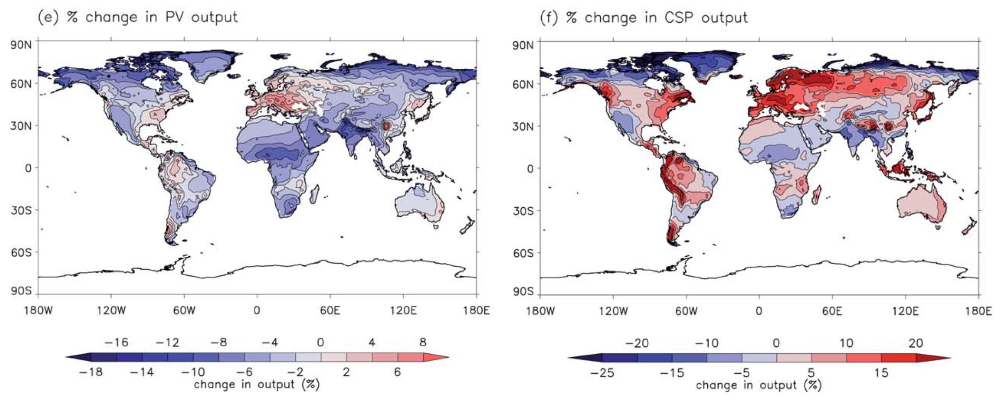 (e) % change in PV output
90N
60N
30N
0
30S
60S
90S
180W 120W 60W 0 60E 120E 180E
−16 −12 −8 −4 0 4 8
−18 −14 −10 −6 −2 2 6
change in output (%)
(f) % change in CSP output
90N
60N
30N
0
30S
60S
90S
180W 120W 60W 0 60E 120E 180E
−20 −10 0 10 20
−25 −15 −5 5 15
change in output (%)